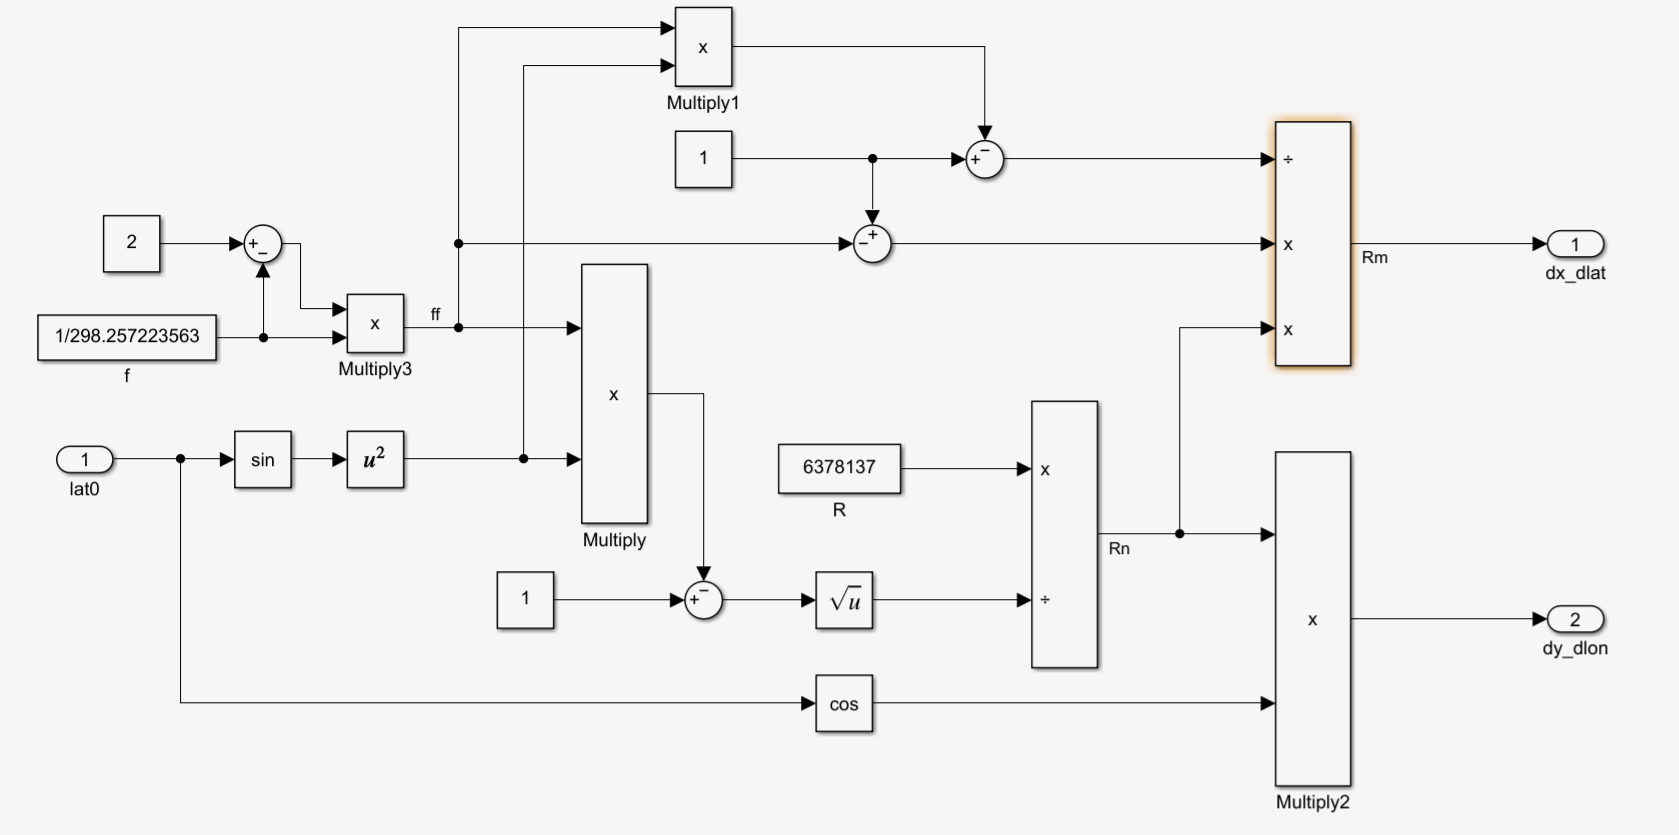 x
Multiply1
1
+ −
÷
2
+ −
− +
x
Rm
1
dx_dlat
1/298.257223563
f
x
Multiply3
ff
x
x
Multiply
1
lat0
sin
u²
6378137
R
x
Rn
1
+ −
√u
÷
x
2
dy_dlon
cos
Multiply2